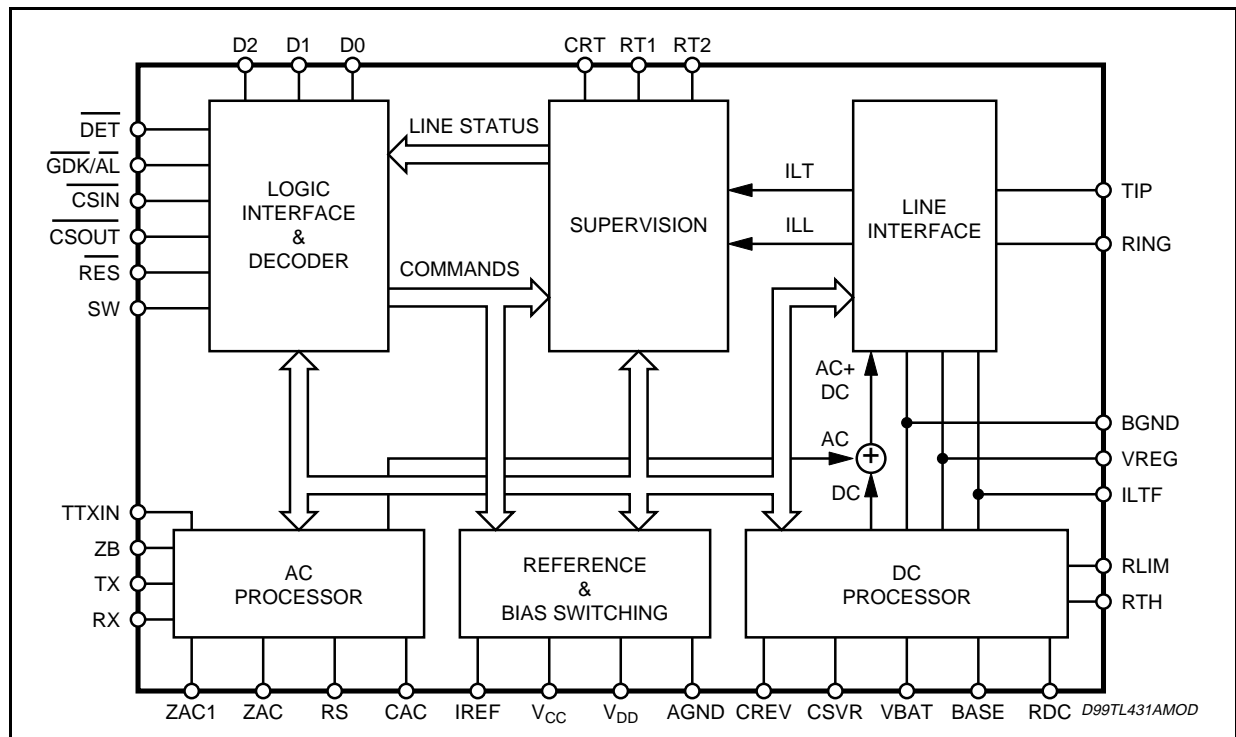 D2 D1 D0 CRT RT1 RT2
DET
GDK/AL
CSIN
CSOUT
RES
SW
LOGIC
INTERFACE
&
DECODER
LINE STATUS
COMMANDS
SUPERVISION
ILT
ILL
LINE
INTERFACE
TIP
RING
AC+
DC
AC
+
DC
BGND
VREG
ILTF
TTXIN
ZB
TX
RX
AC
PROCESSOR
REFERENCE
&
BIAS SWITCHING
DC
PROCESSOR
RLIM
RTH
ZAC1 ZAC RS CAC IREF VCC VDD AGND CREV CSVR VBAT BASE RDC
D99TL431AMOD